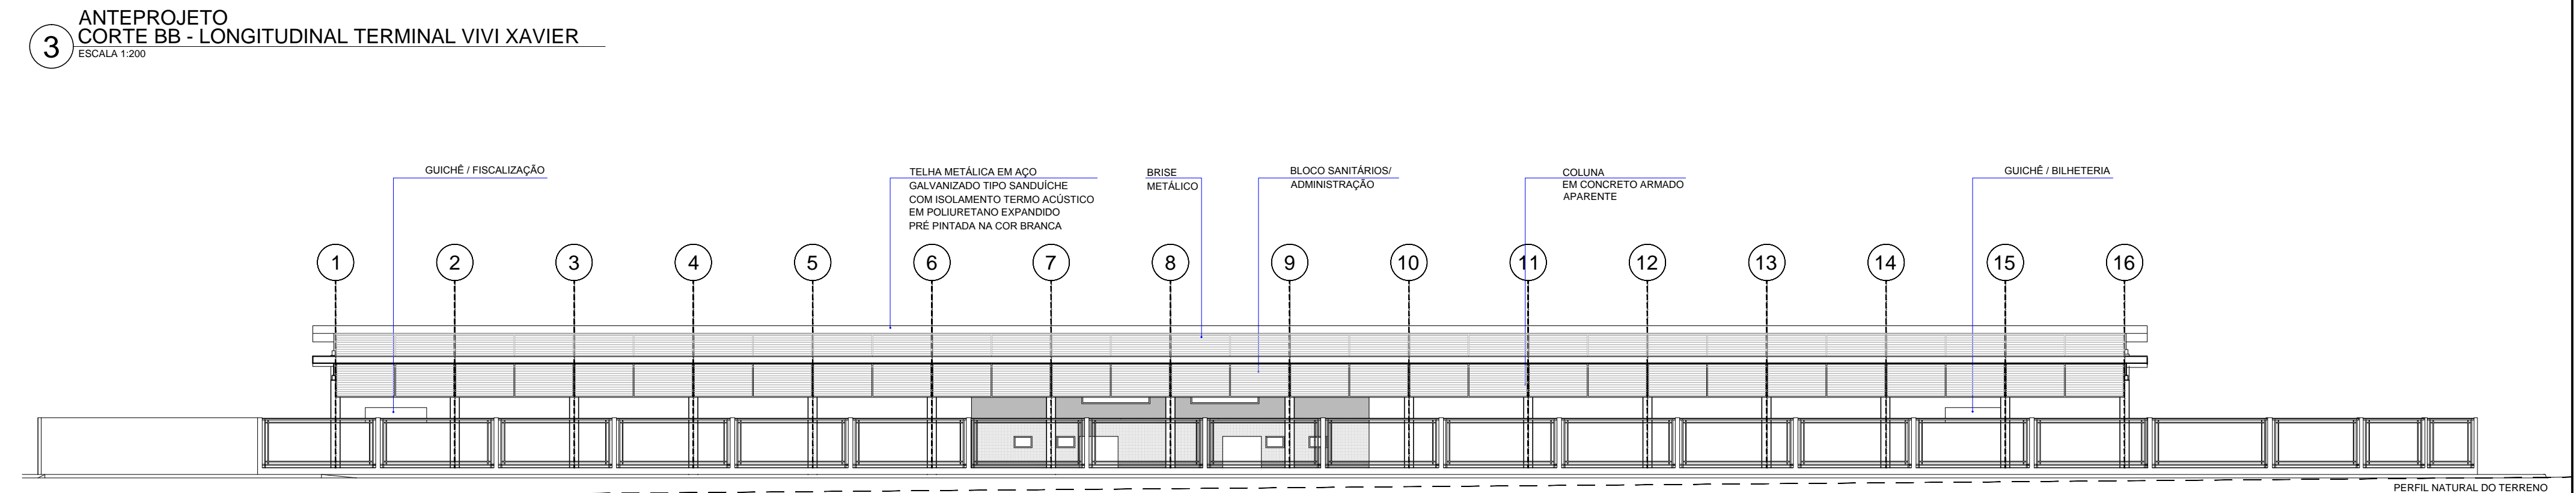 3
ANTEPROJETO
CORTE BB - LONGITUDINAL TERMINAL VIVI XAVIER
ESCALA 1:200
GUICHÊ / FISCALIZAÇÃO
TELHA METÁLICA EM AÇO
GALVANIZADO TIPO SANDUÍCHE
COM ISOLAMENTO TERMO ACÚSTICO
EM POLIURETANO EXPANDIDO
PRÉ PINTADA NA COR BRANCA
BRISE
METÁLICO
BLOCO SANITÁRIOS/
ADMINISTRAÇÃO
COLUNA
EM CONCRETO ARMADO
APARENTE
GUICHÊ / BILHETERIA
1 2 3 4 5 6 7 8 9 10 11 12 13 14 15 16
PERFIL NATURAL DO TERRENO